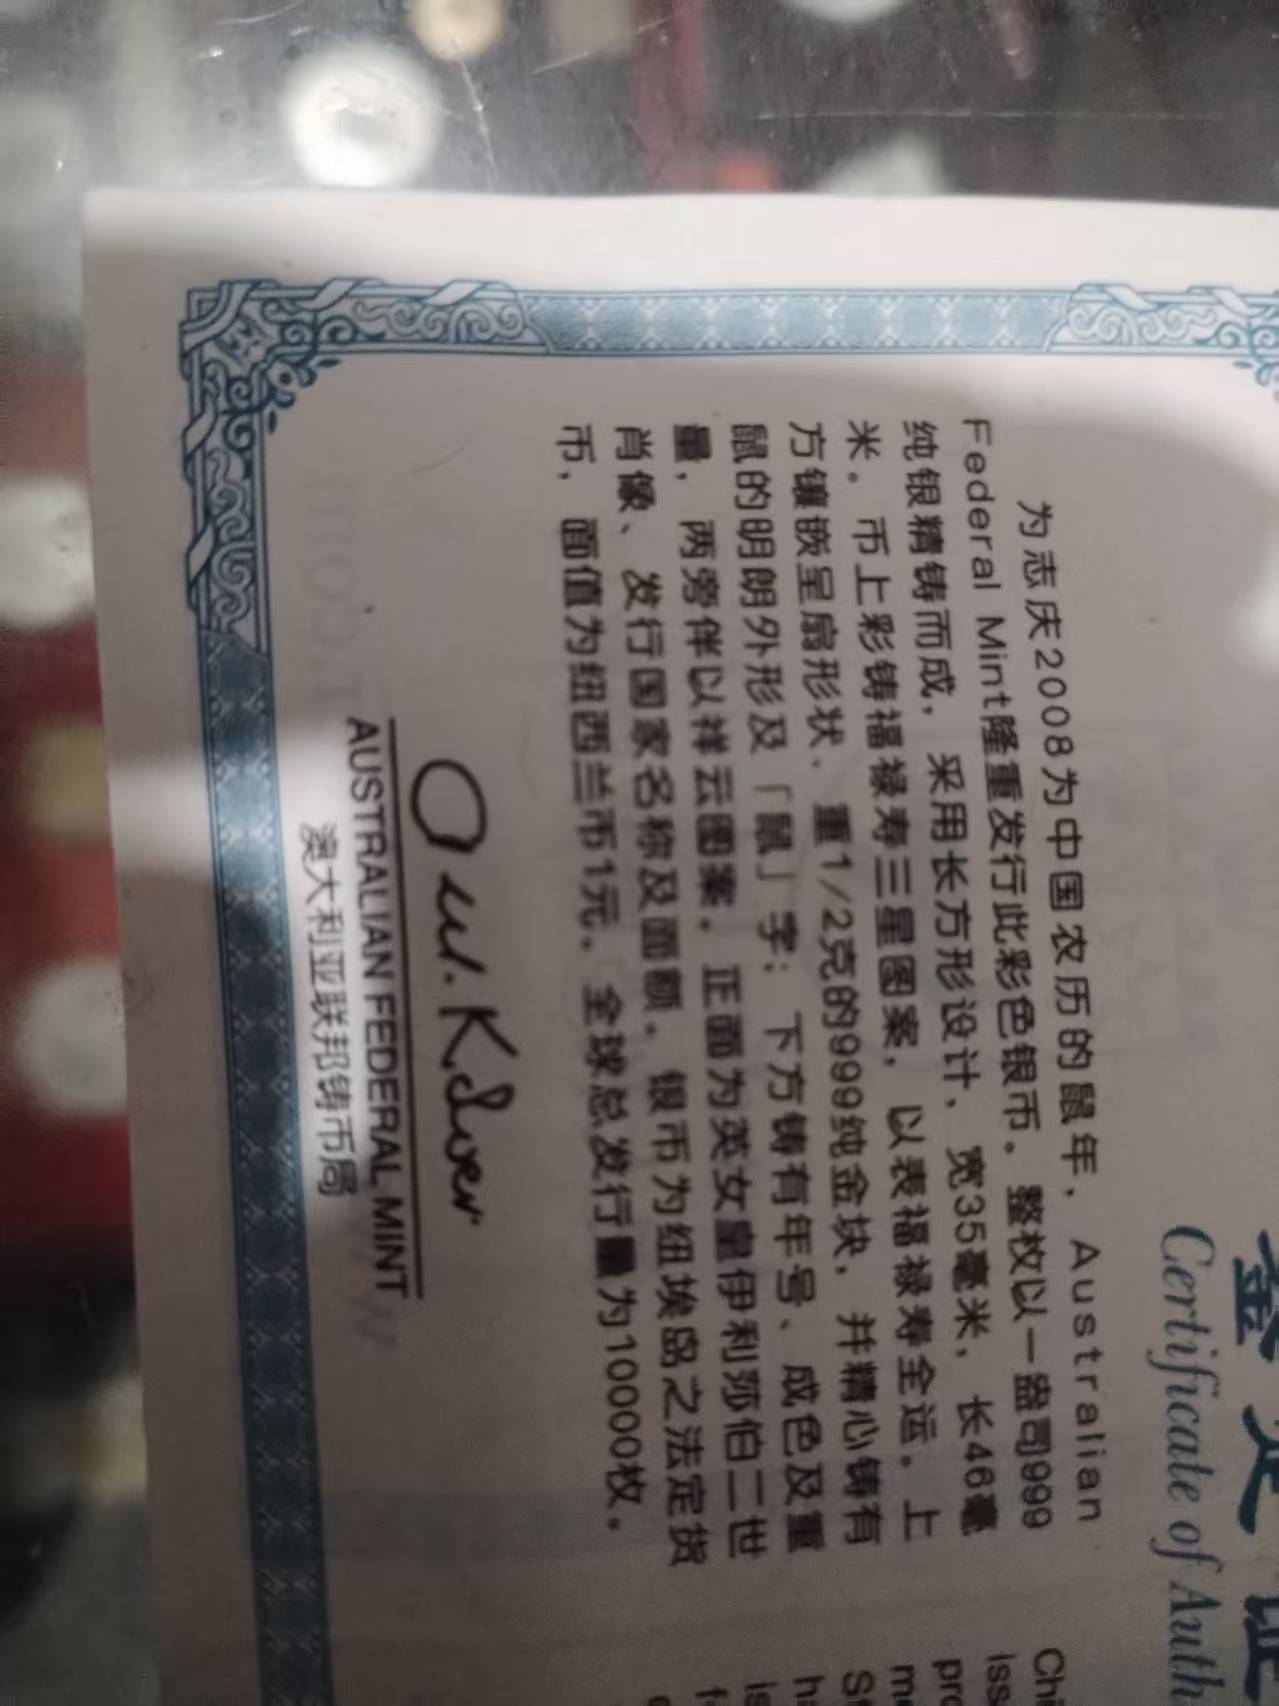 鉴定证
Certificate of Auth
为志庆2008为中国农历的鼠年，Australian
Federal Mint隆重发行此彩色银币。整枚以一盎司999
纯银精铸而成，采用长方形设计，宽35毫米，长46毫
米。币上彩铸福禄寿三星图案，以表福禄寿全运。上
方镶嵌呈扇形状、重1/2克的999纯金块，并精心铸有
鼠的明朗外形及「鼠」字；下方铸有年号、成色及重
量，两旁伴以祥云图案。正面为英女皇伊利莎伯二世
肖像、发行国家名称及面额。银币为纽埃岛之法定货
币，面值为纽西兰币1元、全球总发行量为10000枚。
AUSTRALIAN FEDERAL MINT
澳大利亚联邦铸币局
Chi
iss
pro
me